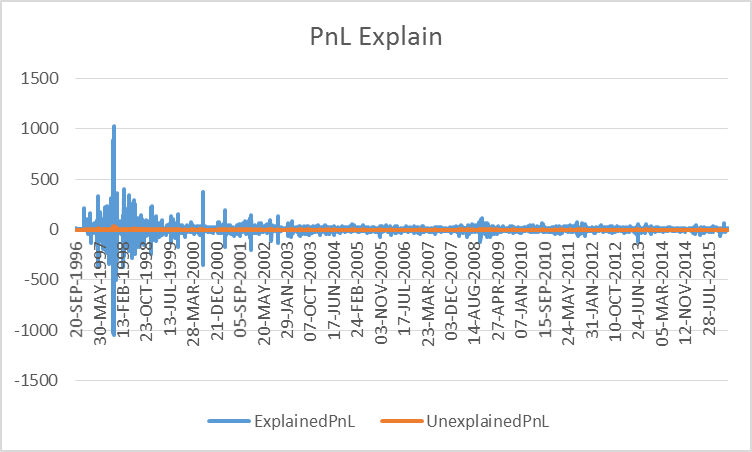 PnL Explain
1500
1000
500
0
-500
-1000
-1500
20-SEP-1996
30-MAY-1997
13-FEB-1998
23-OCT-1998
13-JUL-1999
28-MAR-2000
21-DEC-2000
05-SEP-2001
20-MAY-2002
29-JAN-2003
07-OCT-2003
17-JUN-2004
24-FEB-2005
03-NOV-2005
17-JUL-2006
23-MAR-2007
03-DEC-2007
14-AUG-2008
27-APR-2009
07-JAN-2010
15-SEP-2010
24-MAY-2011
31-JAN-2012
10-OCT-2012
25-JUN-2013
05-MAR-2014
12-NOV-2014
28-JUL-2015
ExplainedPnL
UnexplainedPnL